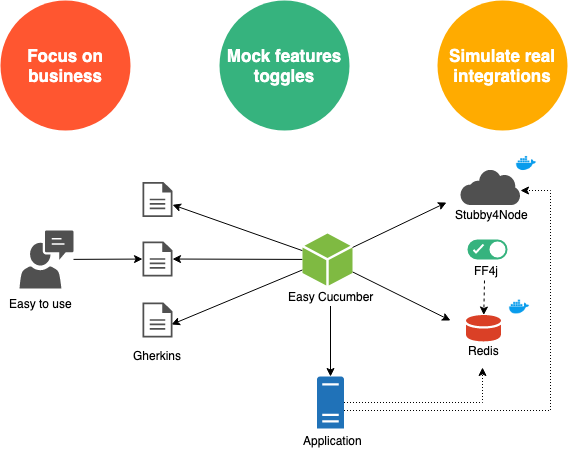 Focus on
business
Mock features
toggles
Simulate real
integrations
Stubby4Node
FF4j
Easy to use
Easy Cucumber
Gherkins
Redis
Application